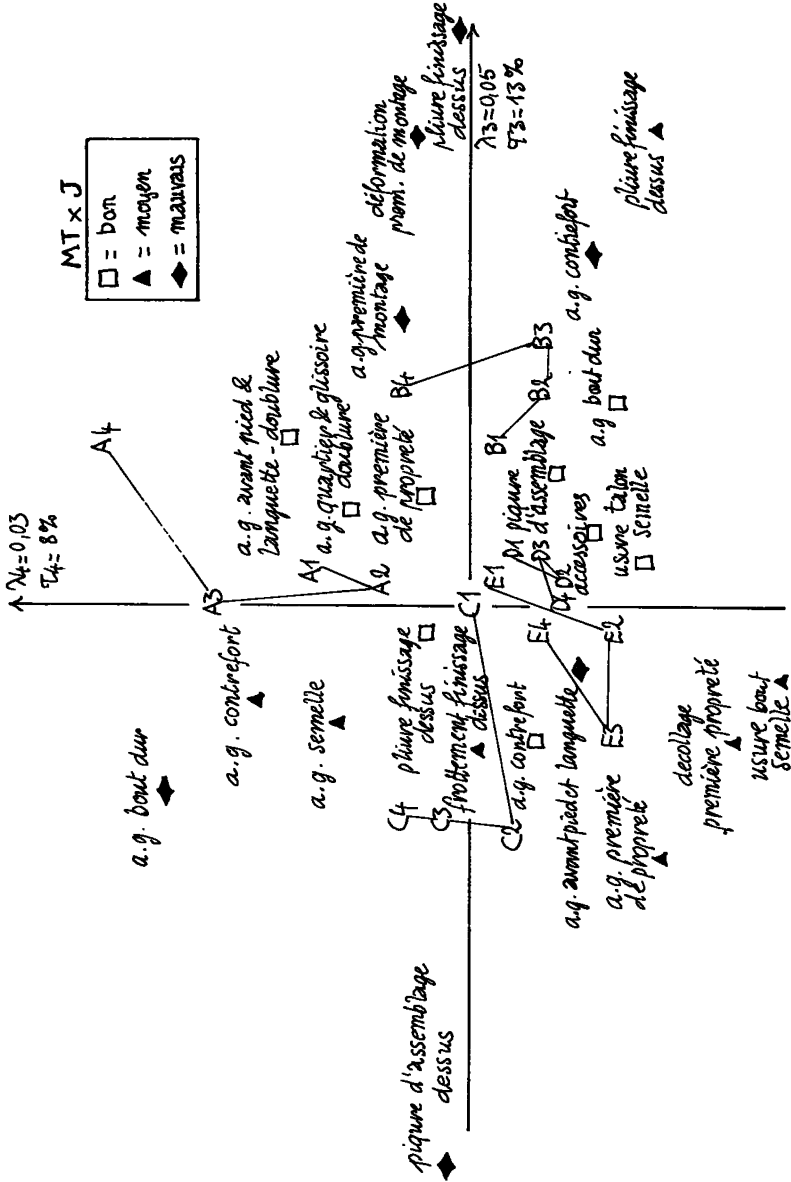 λ4=0,03
τ4=8%
MT x J
□ = bon
▲ = moyen
◆ = mauvais
A4
a.g. bout dur
A3
a.g. contrefort
a.g. avant pied &
languette - doublure
A1
a.g. quartier & glissoire
doublure
a.g. semelle
A2
a.g. première
de propreté
a.g. première de
montage
B4
déformation
prem. de montage
pliure finissage
dessus
λ3=0,05
τ3=13%
C4
pliure finissage
dessus
C3
frottement finissage
dessus
C1
piqure d'assemblage
dessus
C2
a.g. contrefort
E1
B1
D1 piqure
D3 d'assemblage
B2
B3
E4
D4
D2
accessoires
a.g. contrefort
a.g bout dur
a.g. avant pied et languette
E2
E3
usure talon
semelle
pliure finissage
dessus
a.g. première
de propreté
decollage
première propreté
usure bout
semelle